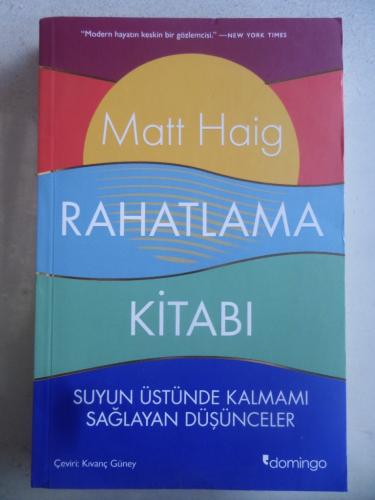 "Modern hayatın keskin bir gözlemcisi." —NEW YORK TIMES
Matt Haig
RAHATLAMA
KİTABI
SUYUN ÜSTÜNDE KALMAMI
SAĞLAYAN DÜŞÜNCELER
Çeviri: Kıvanç Güney
domingo